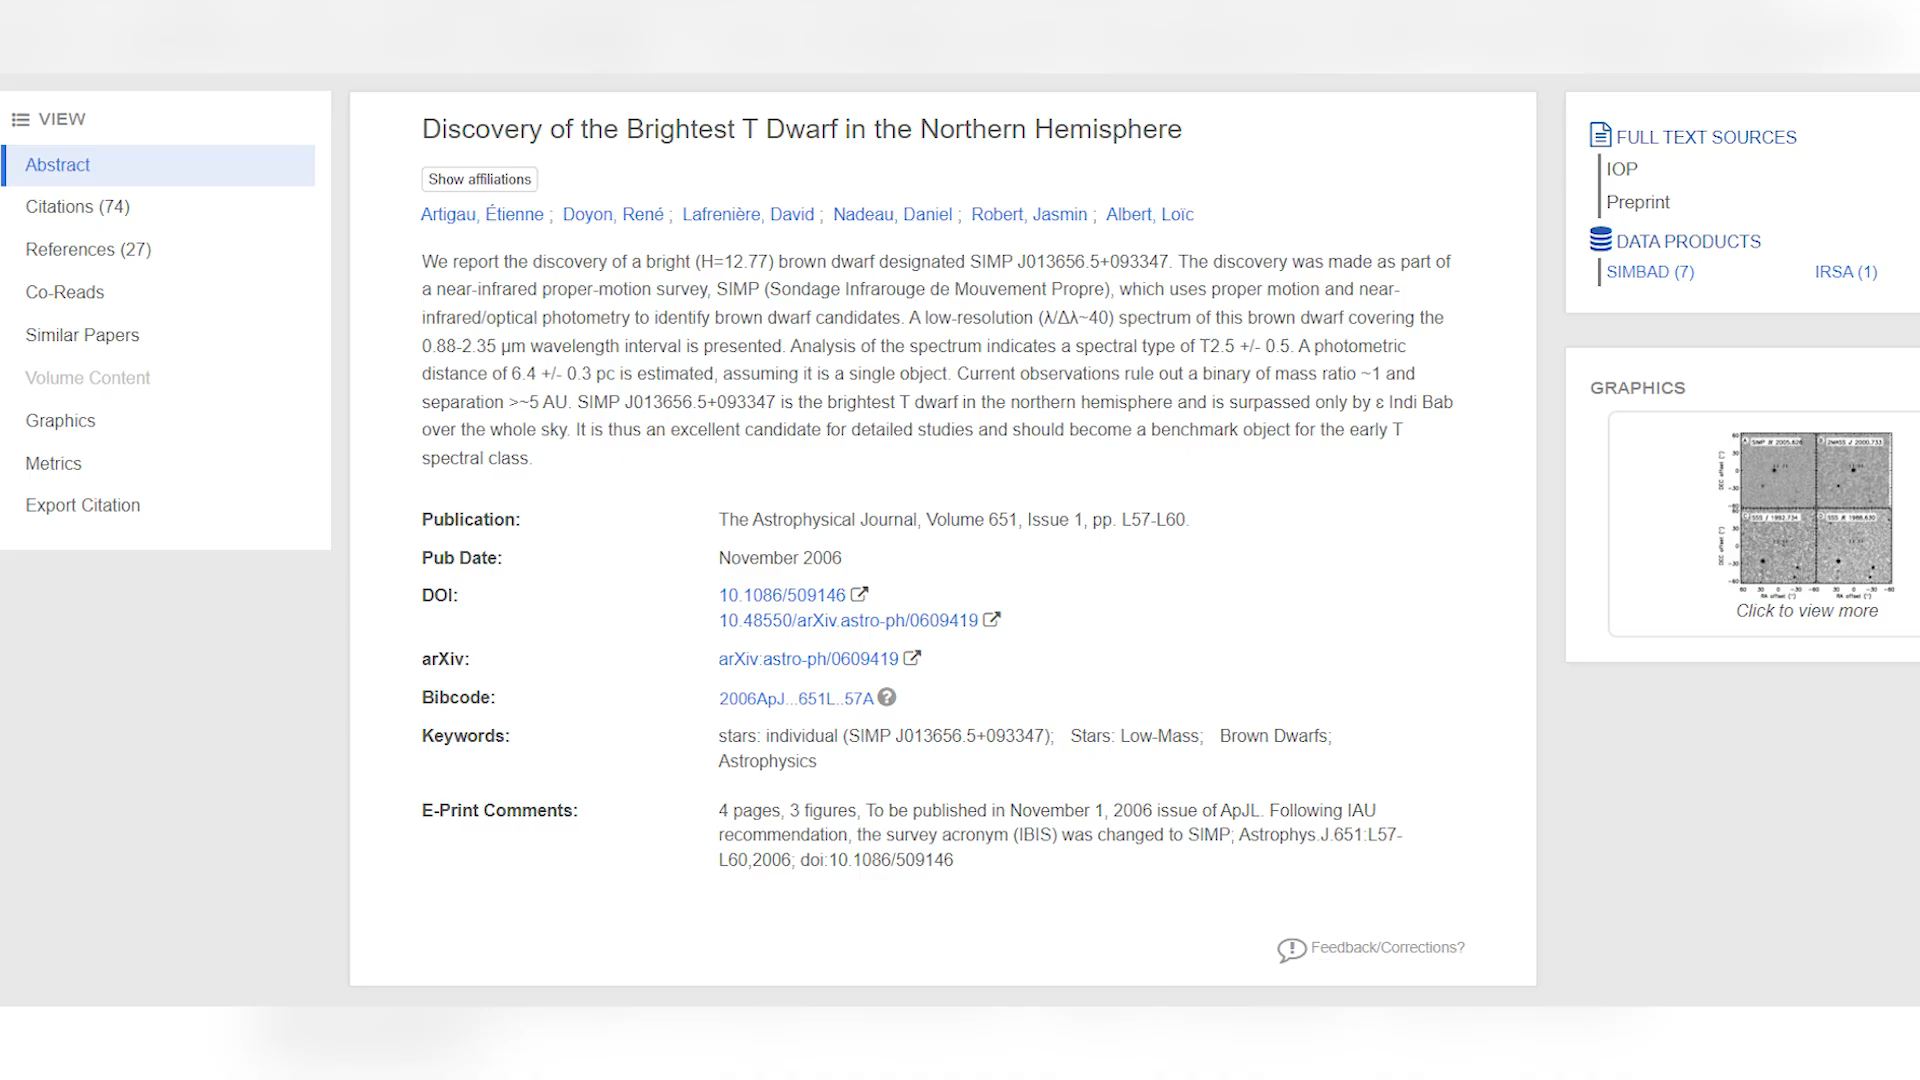 VIEW
Abstract
Citations (74)
References (27)
Co-Reads
Similar Papers
Volume Content
Graphics
Metrics
Export Citation
Discovery of the Brightest T Dwarf in the Northern Hemisphere
Show affiliations
Artigau, Étienne ; Doyon, René ; Lafrenière, David ; Nadeau, Daniel ; Robert, Jasmin ; Albert, Loïc
We report the discovery of a bright (H=12.77) brown dwarf designated SIMP J013656.5+093347. The discovery was made as part of
a near-infrared proper-motion survey, SIMP (Sondage Infrarouge de Mouvement Propre), which uses proper motion and near-
infrared/optical photometry to identify brown dwarf candidates. A low-resolution (λ/Δλ~40) spectrum of this brown dwarf covering the
0.88-2.35 μm wavelength interval is presented. Analysis of the spectrum indicates a spectral type of T2.5 +/- 0.5. A photometric
distance of 6.4 +/- 0.3 pc is estimated, assuming it is a single object. Current observations rule out a binary of mass ratio ~1 and
separation >~5 AU. SIMP J013656.5+093347 is the brightest T dwarf in the northern hemisphere and is surpassed only by ε Indi Bab
over the whole sky. It is thus an excellent candidate for detailed studies and should become a benchmark object for the early T
spectral class.
Publication: The Astrophysical Journal, Volume 651, Issue 1, pp. L57-L60.
Pub Date: November 2006
DOI: 10.1086/509146
10.48550/arXiv.astro-ph/0609419
arXiv: arXiv:astro-ph/0609419
Bibcode: 2006ApJ...651L..57A
Keywords: stars: individual (SIMP J013656.5+093347); Stars: Low-Mass; Brown Dwarfs;
Astrophysics
E-Print Comments: 4 pages, 3 figures, To be published in November 1, 2006 issue of ApJL. Following IAU
recommendation, the survey acronym (IBIS) was changed to SIMP; Astrophys.J.651:L57-
L60,2006; doi:10.1086/509146
Feedback/Corrections?
FULL TEXT SOURCES
IOP
Preprint
DATA PRODUCTS
SIMBAD (7) IRSA (1)
GRAPHICS
Click to view more